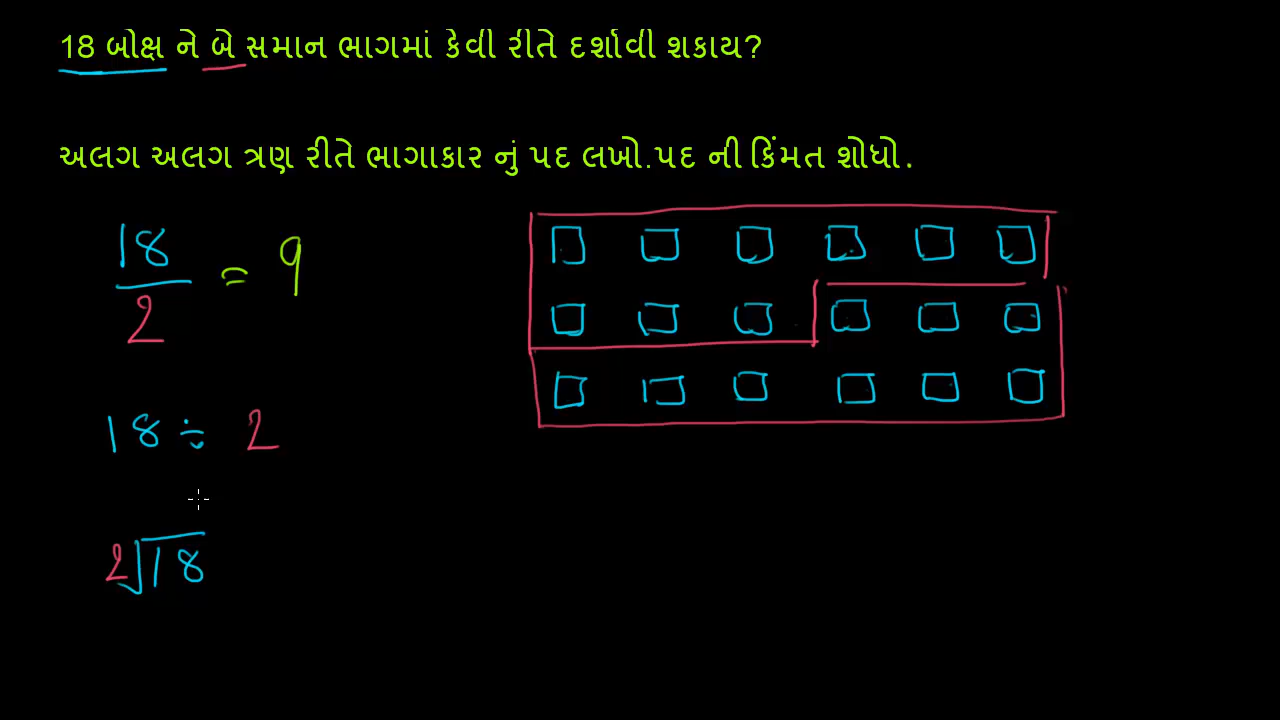 18 બોક્ષ ને બે સમાન ભાગમાં કેવી રીતે દર્શાવી શકાય?
અલગ અલગ ત્રણ રીતે ભાગાકાર નું પદ લખો.પદ ની કિંમત શોધો.
18
2
= 9
18 ÷ 2
2√18